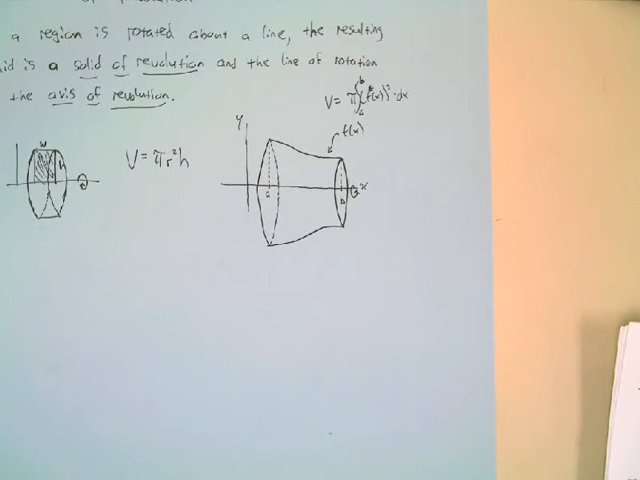 a region is rotated about a line, the resulting
is a solid of revolution and the line of rotation
the axis of revolution.
V = π∫(f(x))²·dx
y
f(x)
w
V = πr²h
h
x